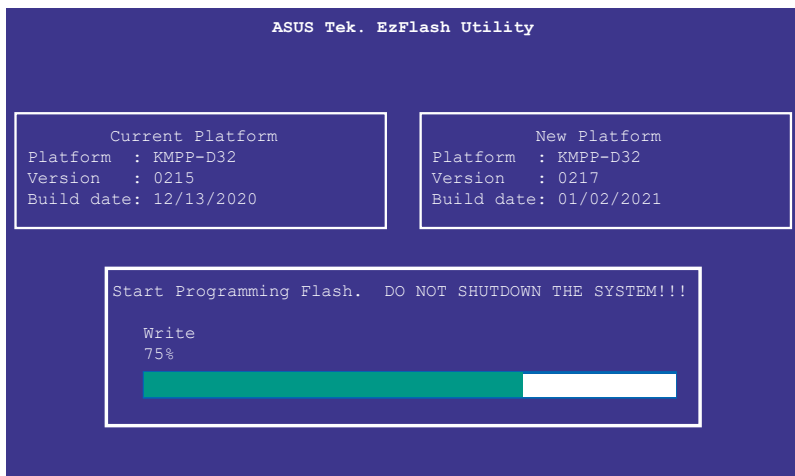 ASUS Tek. EzFlash Utility
Current Platform
Platform : KMPP-D32
Version : 0215
Build date: 12/13/2020
New Platform
Platform : KMPP-D32
Version : 0217
Build date: 01/02/2021
Start Programming Flash. DO NOT SHUTDOWN THE SYSTEM!!!
Write
75%